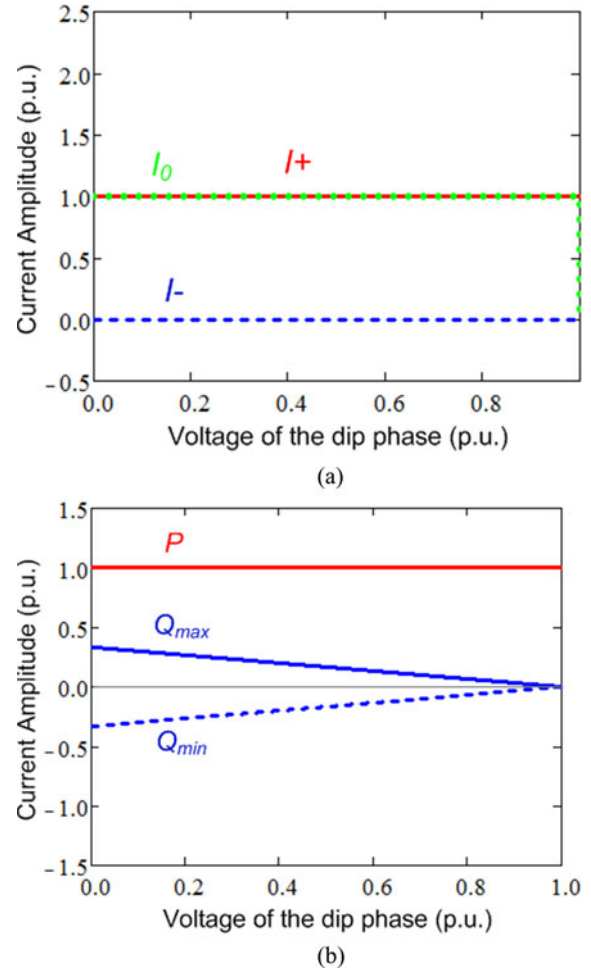 2.5
2.0
1.5
1.0
0.5
0.0
−0.5
Current Amplitude (p.u.)
I0
I+
I-
0.0 0.2 0.4 0.6 0.8
Voltage of the dip phase (p.u.)
(a)
1.5
1.0
0.5
0.0
−0.5
−1.0
−1.5
Current Amplitude (p.u.)
P
Qmax
Qmin
0.0 0.2 0.4 0.6 0.8 1.0
Voltage of the dip phase (p.u.)
(b)